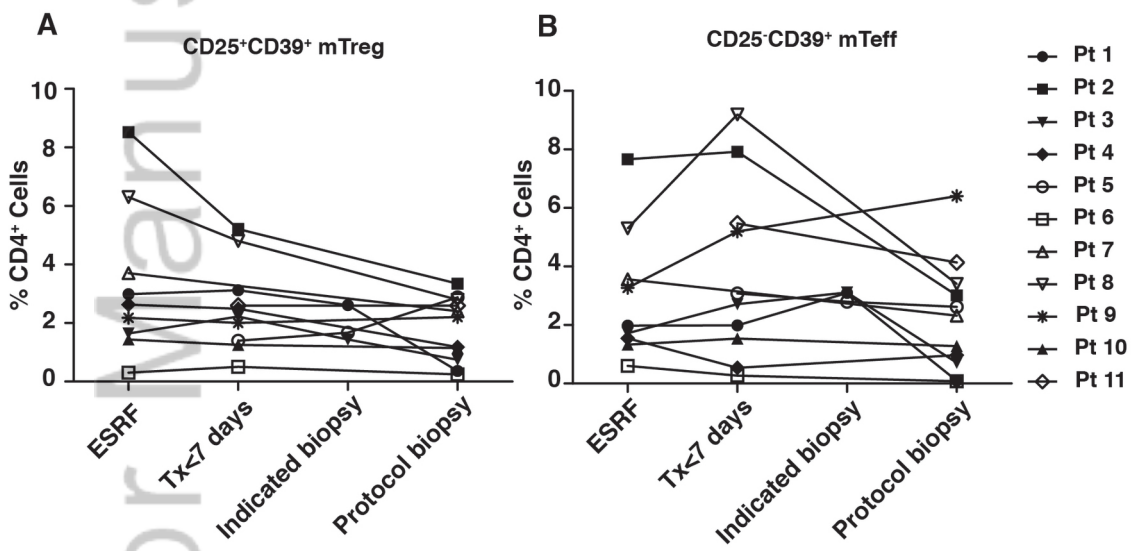 A
CD25⁺CD39⁺ mTreg
% CD4⁺ Cells
10
8
6
4
2
0
ESRF
Tx<7 days
Indicated biopsy
Protocol biopsy
B
CD25⁻CD39⁺ mTeff
% CD4⁺ Cells
10
8
6
4
2
0
ESRF
Tx<7 days
Indicated biopsy
Protocol biopsy
Pt 1
Pt 2
Pt 3
Pt 4
Pt 5
Pt 6
Pt 7
Pt 8
Pt 9
Pt 10
Pt 11
or Manus